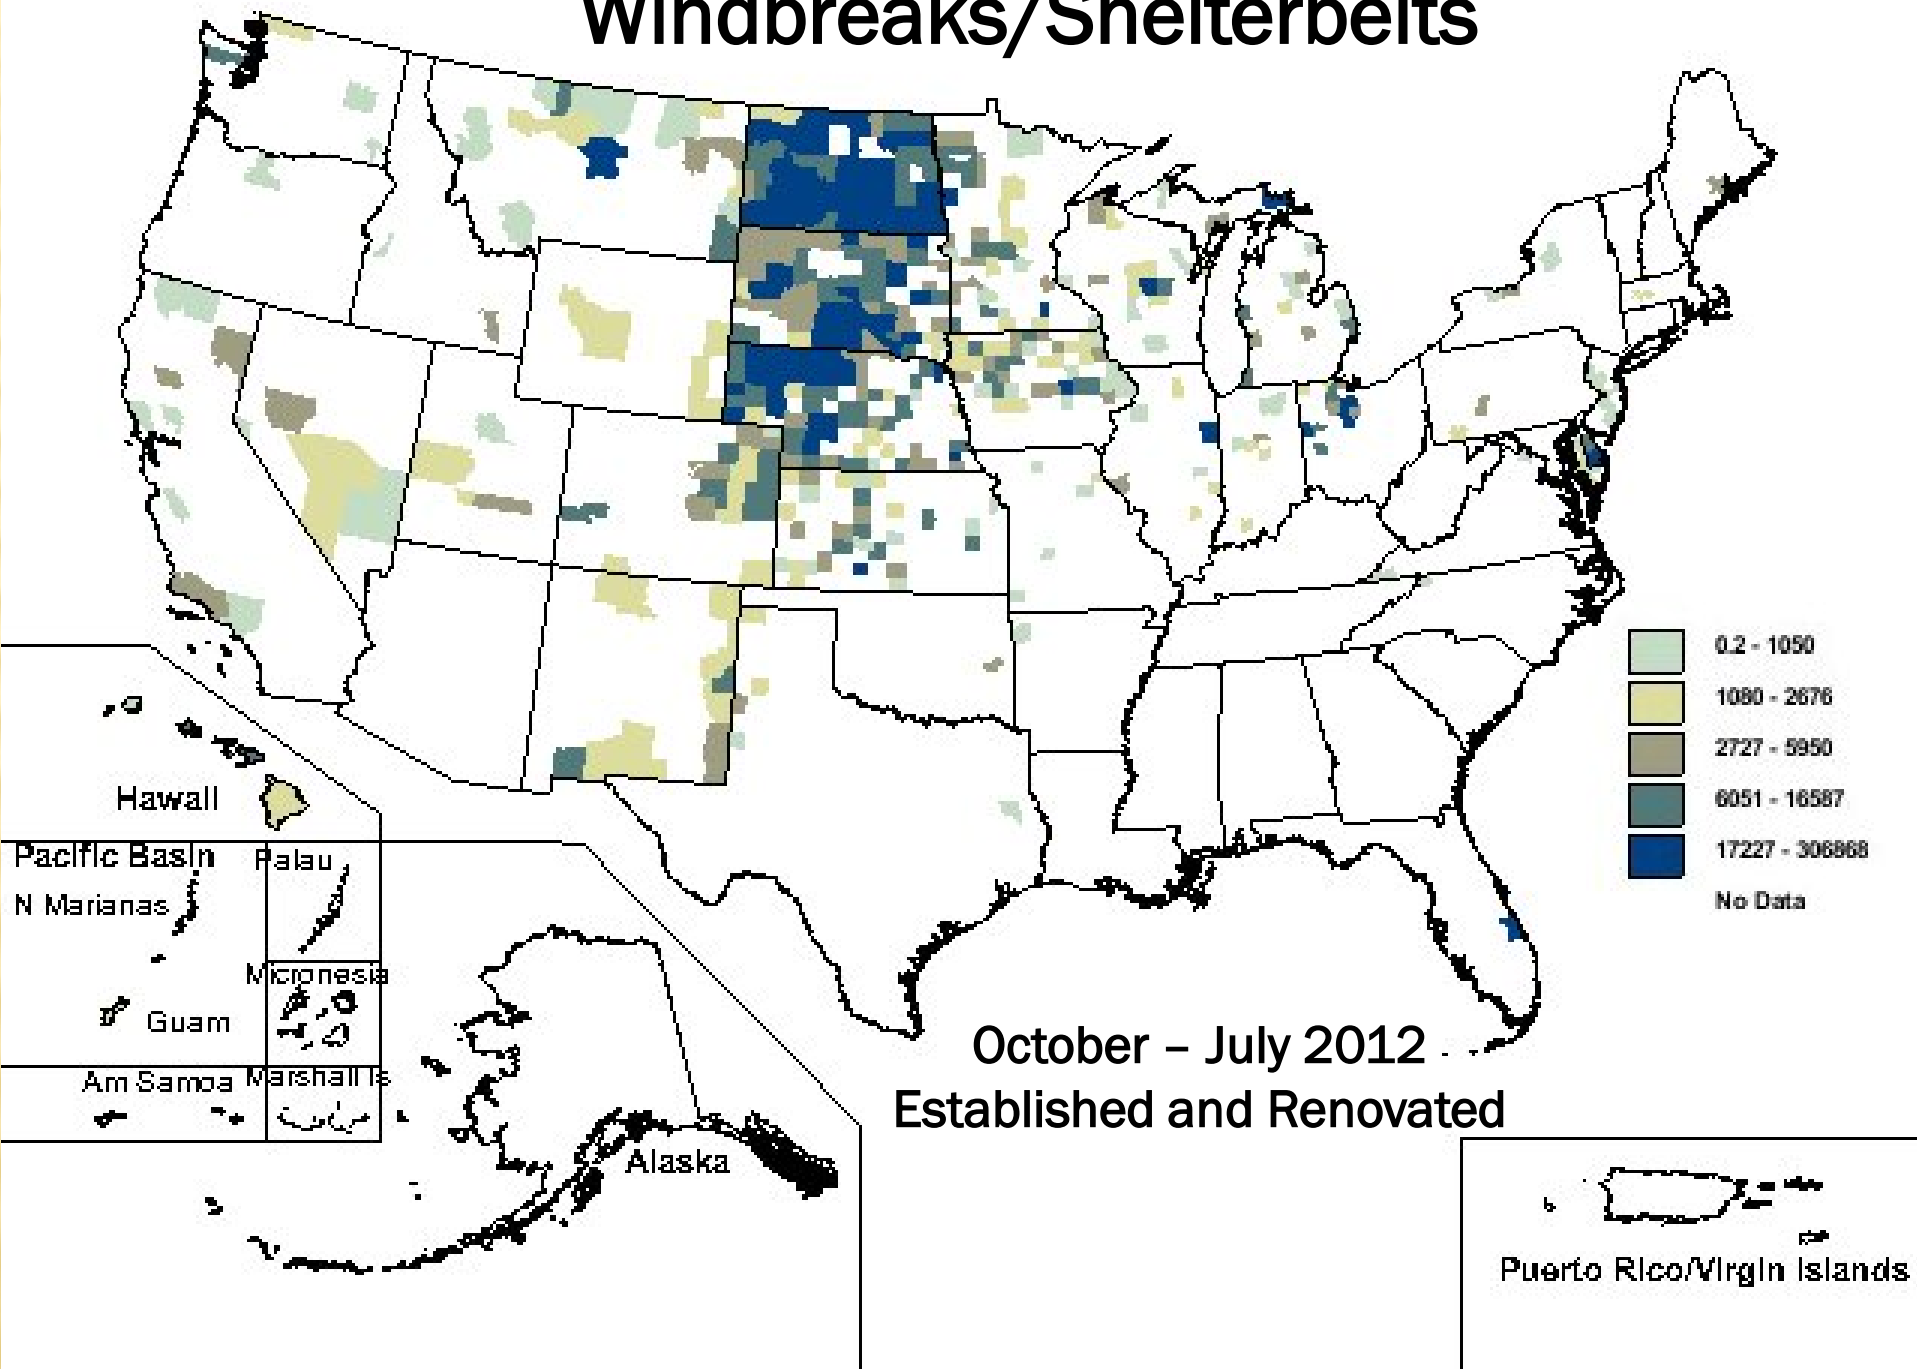 Windbreaks/Shelterbelts
0.2 - 1050
1080 - 2676
2727 - 5950
6051 - 16587
17227 - 306868
No Data
Hawaii
Pacific Basin
Palau
N Marianas
Micronesia
Guam
Am Samoa
Marshall Is
Alaska
October – July 2012
Established and Renovated
Puerto Rico/Virgin Islands